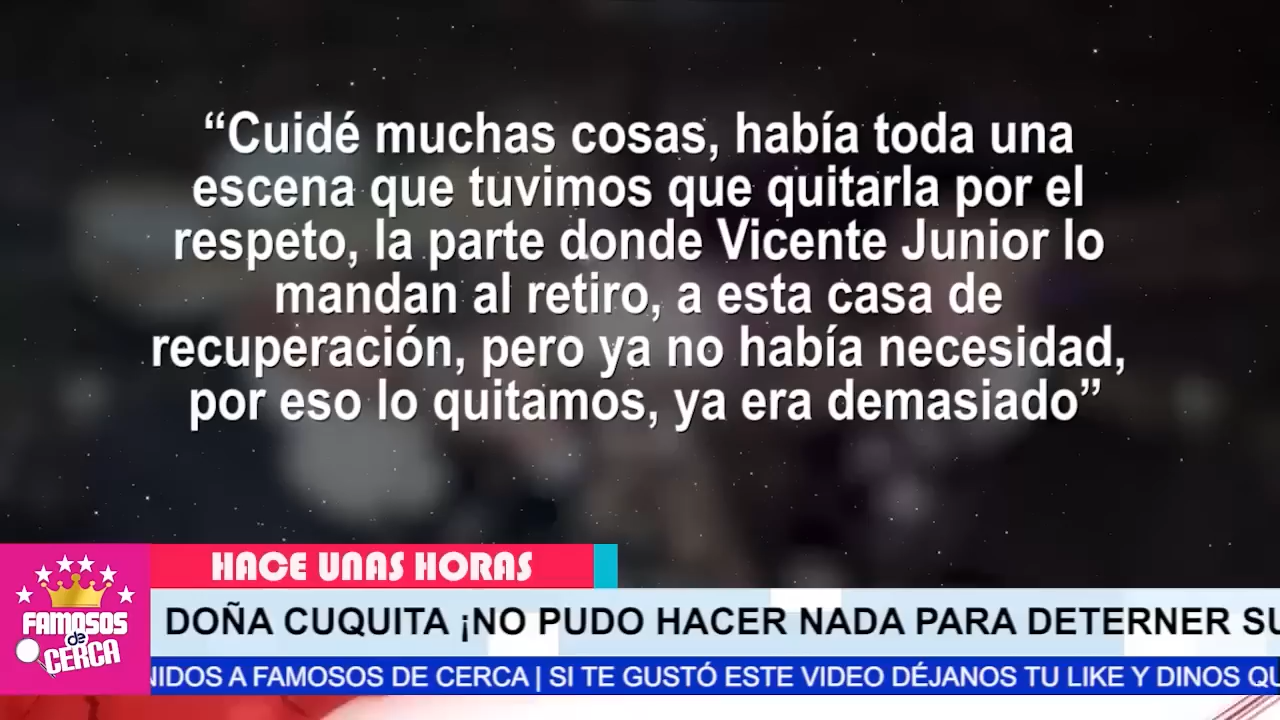 “Cuidé muchas cosas, había toda una
escena que tuvimos que quitarla por el
respeto, la parte donde Vicente Junior lo
mandan al retiro, a esta casa de
recuperación, pero ya no había necesidad,
por eso lo quitamos, ya era demasiado”
HACE UNAS HORAS
FAMOSOS
de
CERCA
DOÑA CUQUITA ¡NO PUDO HACER NADA PARA DETERNER SU
NIDOS A FAMOSOS DE CERCA | SI TE GUSTÓ ESTE VIDEO DÉJANOS TU LIKE Y DINOS QU